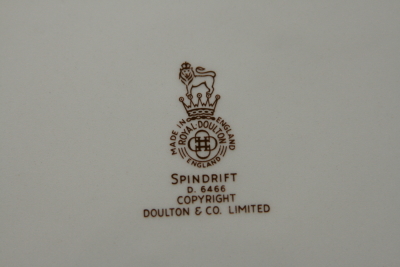 MADE IN ENGLAND
ROYAL·DOULTON
ENGLAND
SPINDRIFT
D. 6466
COPYRIGHT
DOULTON & CO. LIMITED